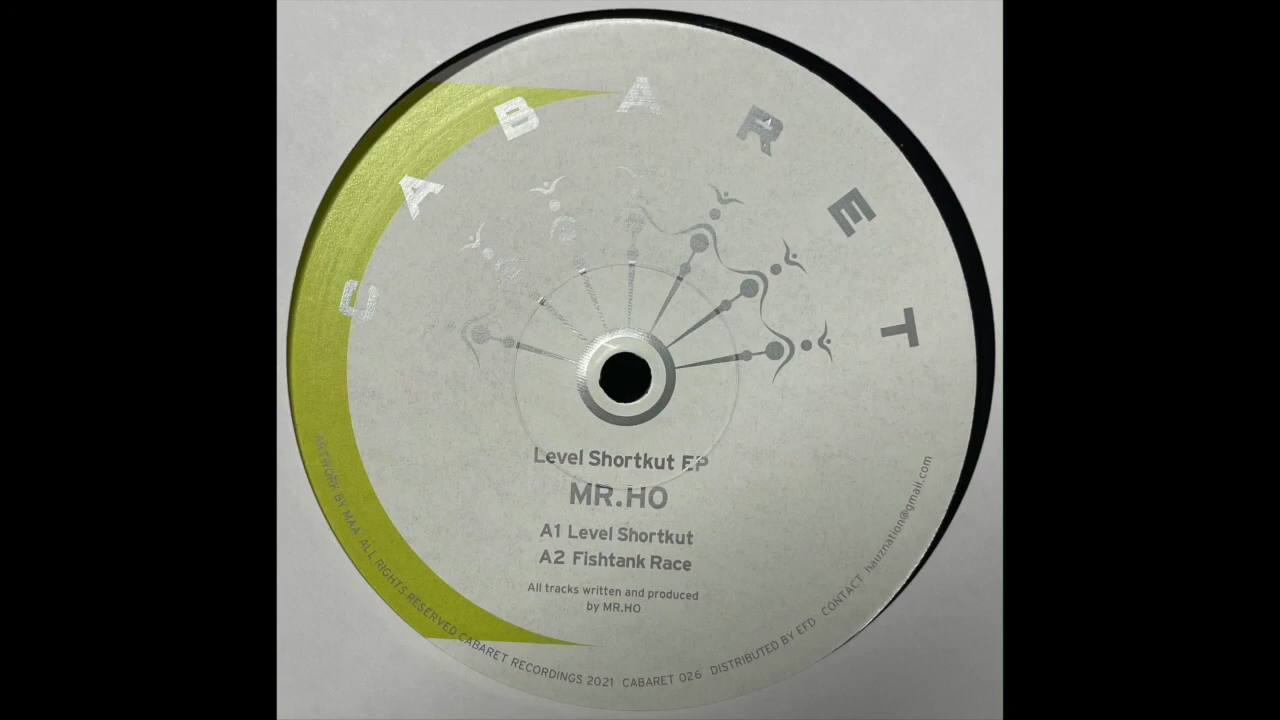 CABARET
Level Shortkut EP
MR.HO
A1 Level Shortkut
A2 Fishtank Race
All tracks written and produced
by MR.HO
ARTWORK BY MAA ALL RIGHTS RESERVED CABARET RECORDINGS 2021 CABARET 026 DISTRIBUTED BY EFD CONTACT hauznation@gmail.com